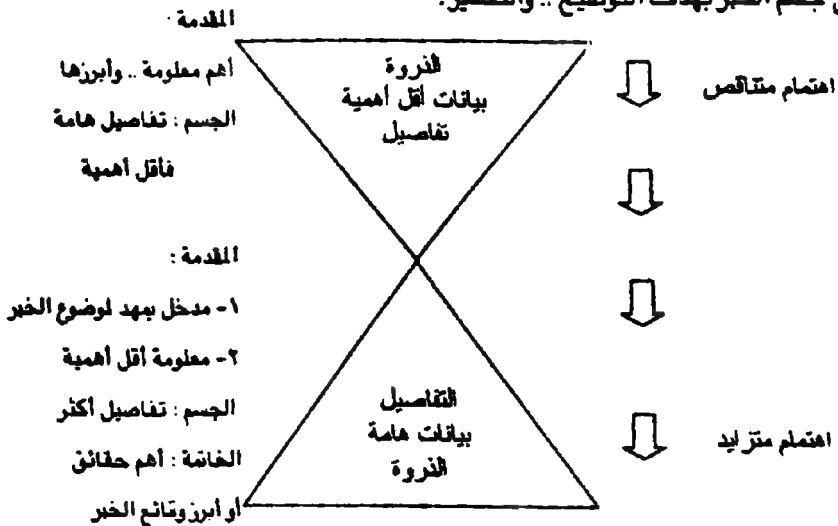 المقدمة :
أهم معلومة .. وأبرزها
الجسم : تفاصيل هامة
فأقل أهمية
الذروة
بيانات أقل أهمية
تفاصيل
اهتمام متناقص
المقدمة :
١- مدخل يمهد لموضوع الخبر
٢- معلومة أقل أهمية
الجسم : تفاصيل أكثر
الخاتمة : أهم حقائق
أو أبرز وقائع الخبر
التفاصيل
بيانات هامة
الذروة
اهتمام متزايد